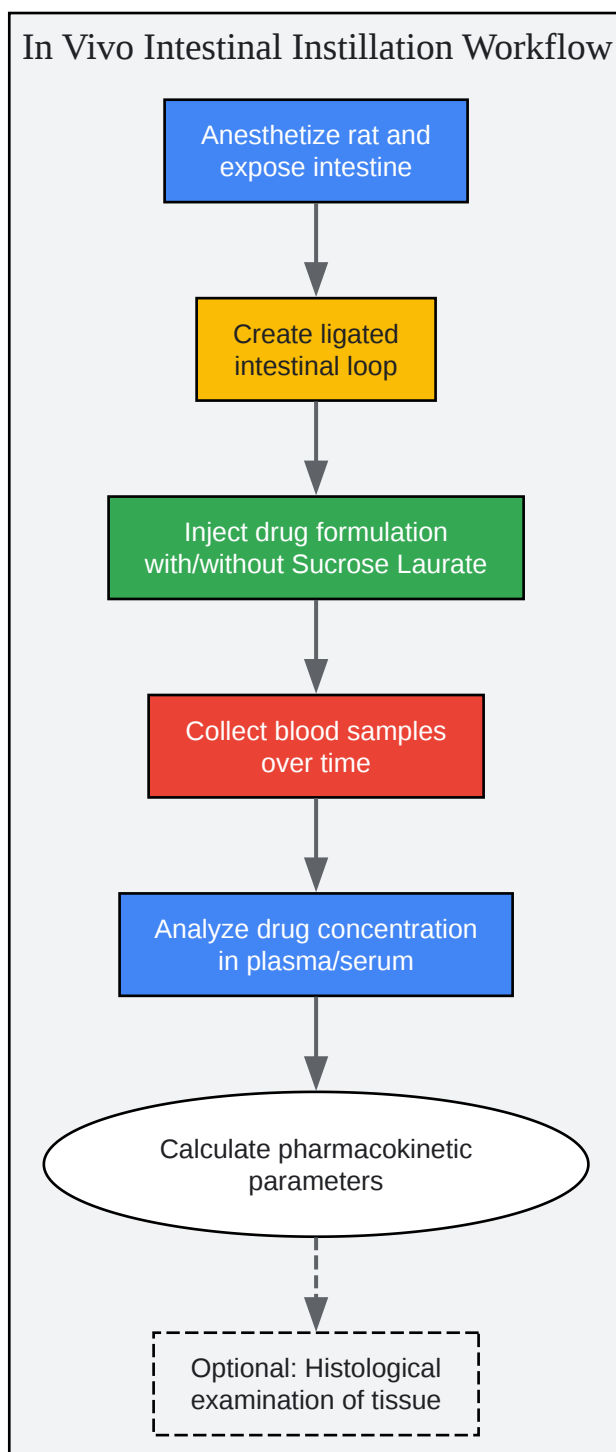 In Vivo Intestinal Instillation Workflow
Anesthetize rat and
expose intestine
Create ligated
intestinal loop
Inject drug formulation
with/without Sucrose Laurate
Collect blood samples
over time
Analyze drug concentration
in plasma/serum
Calculate pharmacokinetic
parameters
Optional: Histological
examination of tissue